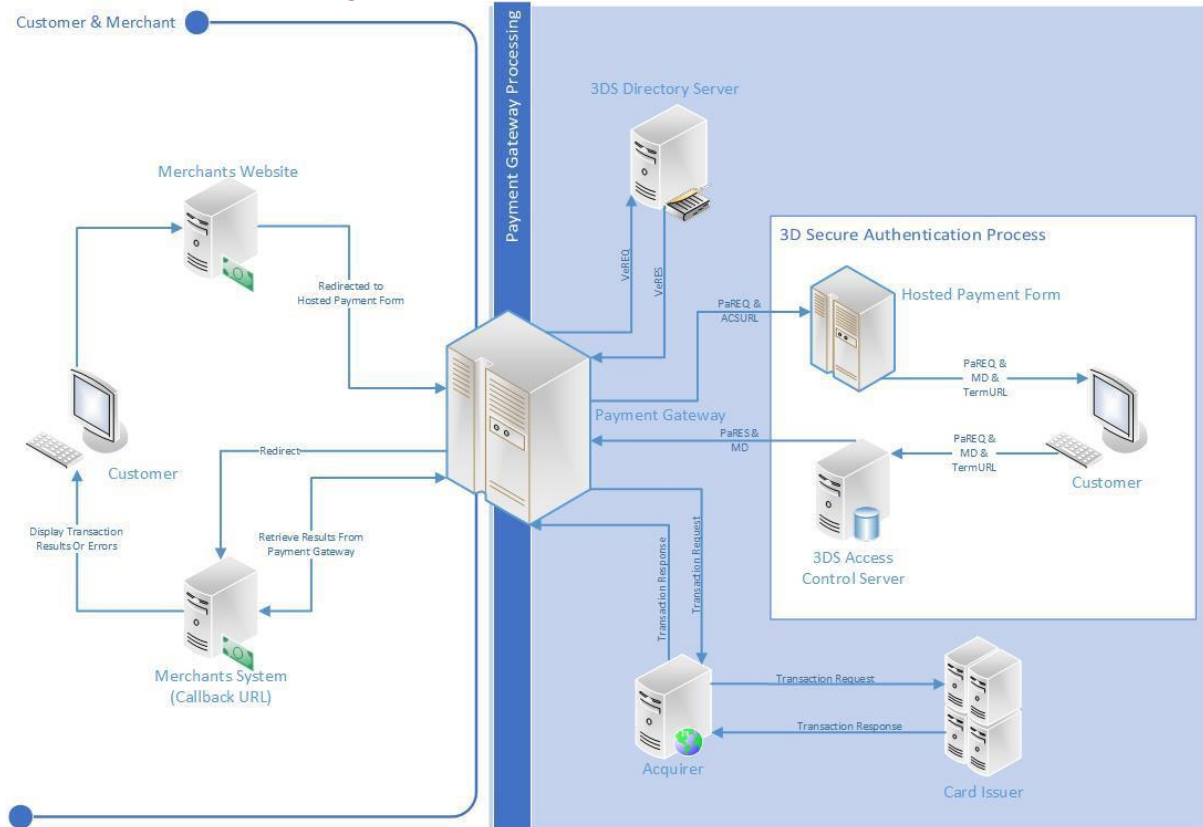 Customer & Merchant
Payment Gateway Processing
3DS Directory Server
Merchants Website
Redirected to
Hosted Payment Form
VeREQ
VeRES
3D Secure Authentication Process
Hosted Payment Form
PaREQ &
ACSURL
PaREQ &
MD &
TermURL
Payment Gateway
PaRES &
MD
PaREQ &
MD &
TermURL
Customer
Customer
Redirect
3DS Access
Control Server
Display Transaction
Results Or Errors
Retrieve Results From
Payment Gateway
Transaction Response
Transaction Request
Merchants System
(Callback URL)
Transaction Request
Transaction Response
Acquirer
Card Issuer